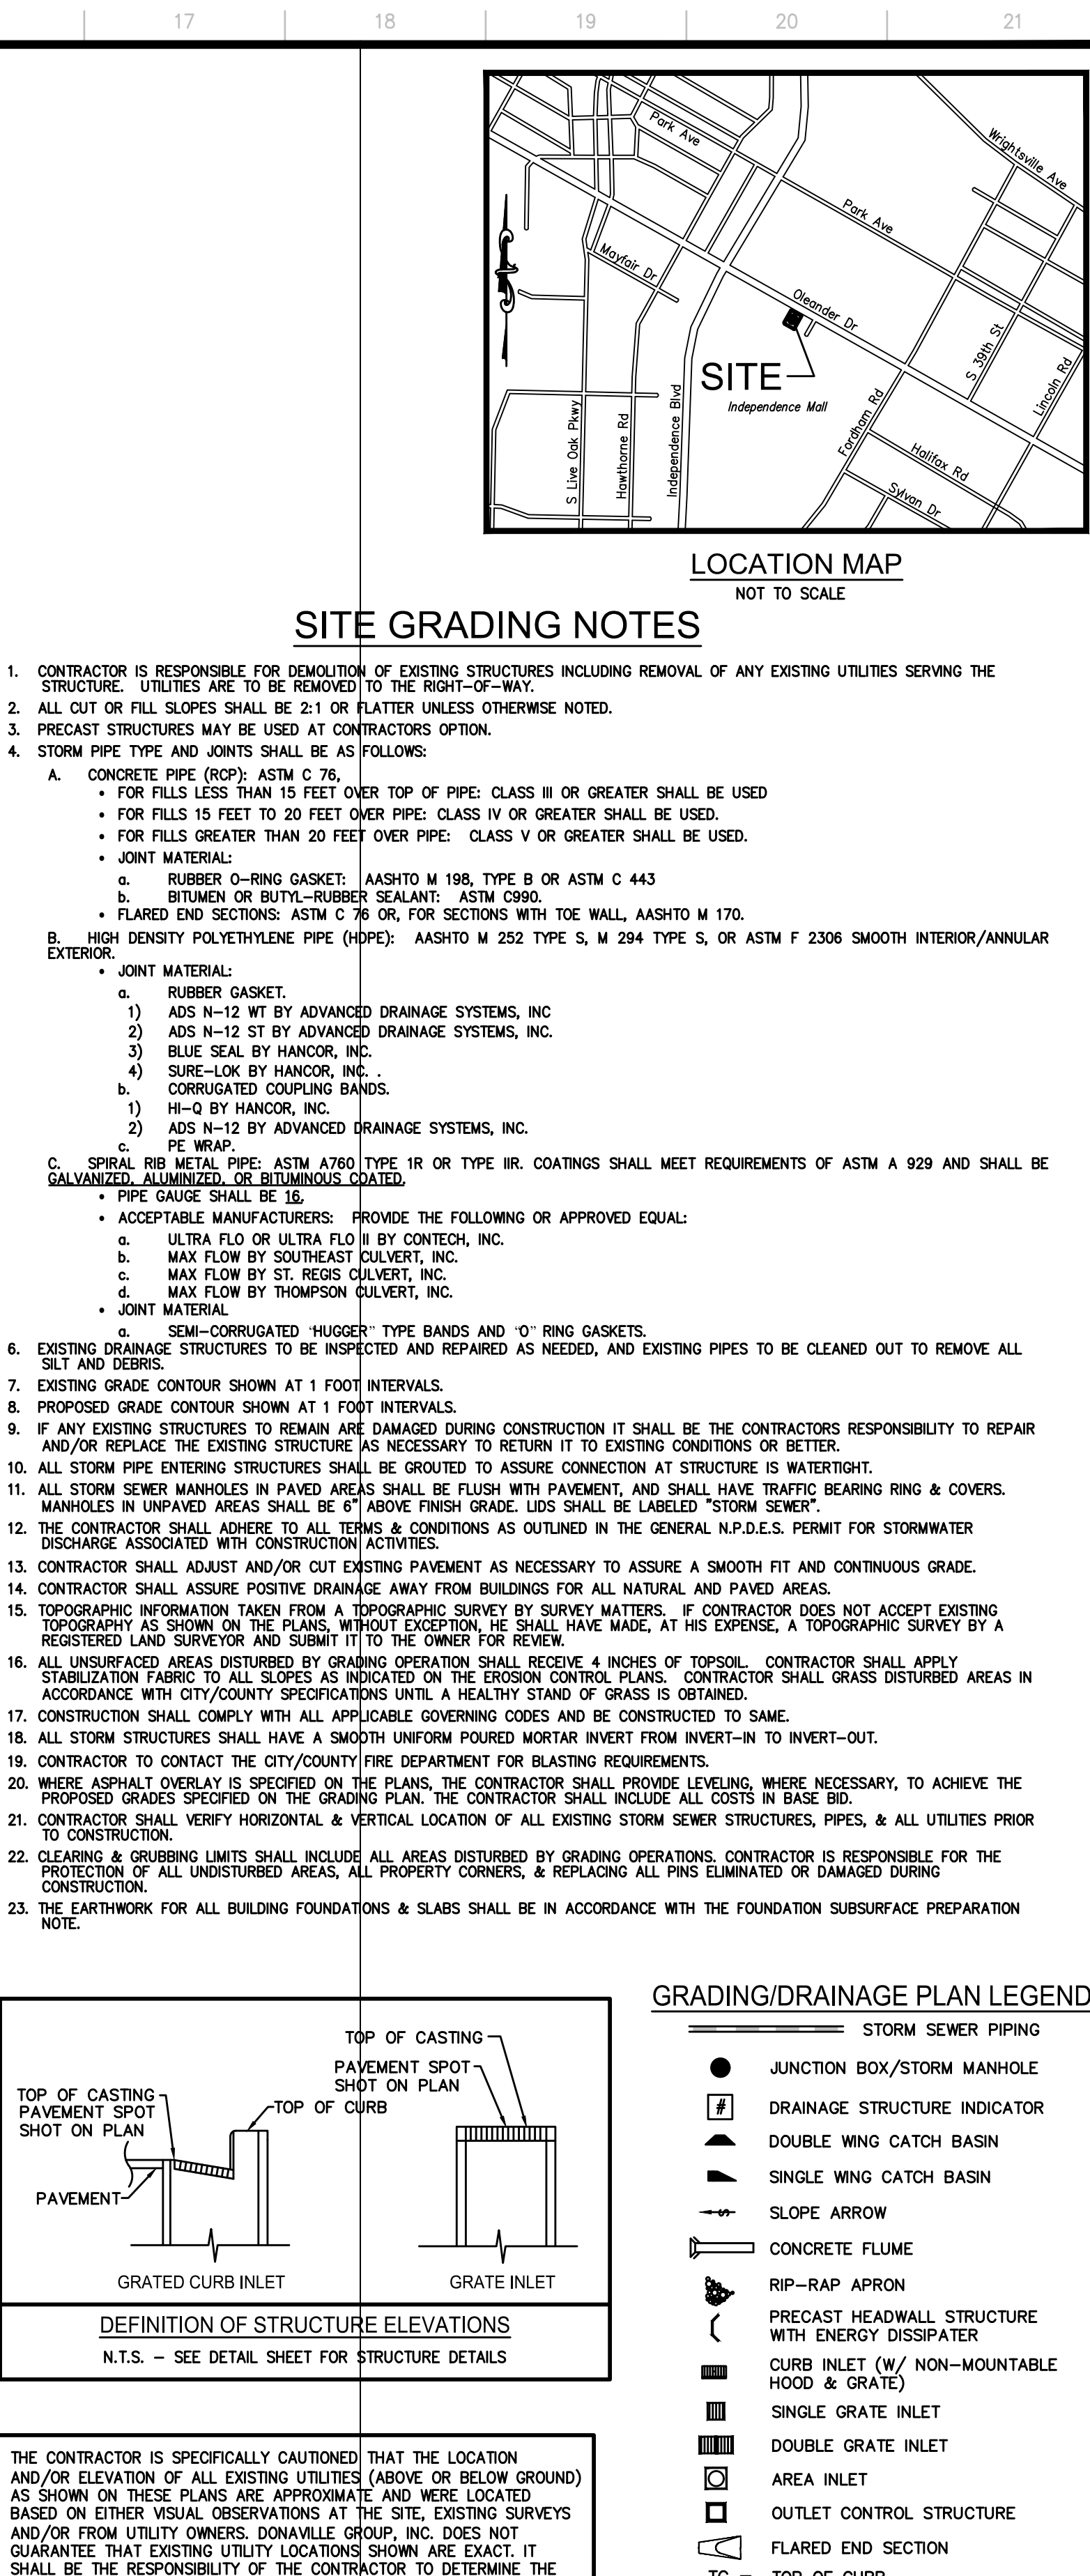 17 18 19 20 21
Park Ave
Wrightsville Ave
Park Ave
Mayfair Dr
Oleander Dr
SITE
Independence Mall
S 39th St
Lincoln Rd
Fordham Rd
Halifax Rd
Sylvan Dr
S Live Oak Pkwy
Hawthorne Rd
Independence Blvd
LOCATION MAP
NOT TO SCALE
SITE GRADING NOTES
1. CONTRACTOR IS RESPONSIBLE FOR DEMOLITION OF EXISTING STRUCTURES INCLUDING REMOVAL OF ANY EXISTING UTILITIES SERVING THE
STRUCTURE. UTILITIES ARE TO BE REMOVED TO THE RIGHT-OF-WAY.
2. ALL CUT OR FILL SLOPES SHALL BE 2:1 OR FLATTER UNLESS OTHERWISE NOTED.
3. PRECAST STRUCTURES MAY BE USED AT CONTRACTORS OPTION.
4. STORM PIPE TYPE AND JOINTS SHALL BE AS FOLLOWS:
A. CONCRETE PIPE (RCP): ASTM C 76,
• FOR FILLS LESS THAN 15 FEET OVER TOP OF PIPE: CLASS III OR GREATER SHALL BE USED
• FOR FILLS 15 FEET TO 20 FEET OVER PIPE: CLASS IV OR GREATER SHALL BE USED.
• FOR FILLS GREATER THAN 20 FEET OVER PIPE: CLASS V OR GREATER SHALL BE USED.
• JOINT MATERIAL:
a. RUBBER O-RING GASKET: AASHTO M 198, TYPE B OR ASTM C 443
b. BITUMEN OR BUTYL-RUBBER SEALANT: ASTM C990.
• FLARED END SECTIONS: ASTM C 76 OR, FOR SECTIONS WITH TOE WALL, AASHTO M 170.
B. HIGH DENSITY POLYETHYLENE PIPE (HDPE): AASHTO M 252 TYPE S, M 294 TYPE S, OR ASTM F 2306 SMOOTH INTERIOR/ANNULAR
EXTERIOR.
• JOINT MATERIAL:
a. RUBBER GASKET.
1) ADS N-12 WT BY ADVANCED DRAINAGE SYSTEMS, INC
2) ADS N-12 ST BY ADVANCED DRAINAGE SYSTEMS, INC.
3) BLUE SEAL BY HANCOR, INC.
4) SURE-LOK BY HANCOR, INC. .
b. CORRUGATED COUPLING BANDS.
1) HI-Q BY HANCOR, INC.
2) ADS N-12 BY ADVANCED DRAINAGE SYSTEMS, INC.
c. PE WRAP.
C. SPIRAL RIB METAL PIPE: ASTM A760 TYPE 1R OR TYPE IIR. COATINGS SHALL MEET REQUIREMENTS OF ASTM A 929 AND SHALL BE
GALVANIZED, ALUMINIZED, OR BITUMINOUS COATED.
• PIPE GAUGE SHALL BE 16.
• ACCEPTABLE MANUFACTURERS: PROVIDE THE FOLLOWING OR APPROVED EQUAL:
a. ULTRA FLO OR ULTRA FLO II BY CONTECH, INC.
b. MAX FLOW BY SOUTHEAST CULVERT, INC.
c. MAX FLOW BY ST. REGIS CULVERT, INC.
d. MAX FLOW BY THOMPSON CULVERT, INC.
• JOINT MATERIAL
a. SEMI-CORRUGATED “HUGGER” TYPE BANDS AND “O” RING GASKETS.
6. EXISTING DRAINAGE STRUCTURES TO BE INSPECTED AND REPAIRED AS NEEDED, AND EXISTING PIPES TO BE CLEANED OUT TO REMOVE ALL
SILT AND DEBRIS.
7. EXISTING GRADE CONTOUR SHOWN AT 1 FOOT INTERVALS.
8. PROPOSED GRADE CONTOUR SHOWN AT 1 FOOT INTERVALS.
9. IF ANY EXISTING STRUCTURES TO REMAIN ARE DAMAGED DURING CONSTRUCTION IT SHALL BE THE CONTRACTORS RESPONSIBILITY TO REPAIR
AND/OR REPLACE THE EXISTING STRUCTURE AS NECESSARY TO RETURN IT TO EXISTING CONDITIONS OR BETTER.
10. ALL STORM PIPE ENTERING STRUCTURES SHALL BE GROUTED TO ASSURE CONNECTION AT STRUCTURE IS WATERTIGHT.
11. ALL STORM SEWER MANHOLES IN PAVED AREAS SHALL BE FLUSH WITH PAVEMENT, AND SHALL HAVE TRAFFIC BEARING RING & COVERS.
MANHOLES IN UNPAVED AREAS SHALL BE 6" ABOVE FINISH GRADE. LIDS SHALL BE LABELED "STORM SEWER".
12. THE CONTRACTOR SHALL ADHERE TO ALL TERMS & CONDITIONS AS OUTLINED IN THE GENERAL N.P.D.E.S. PERMIT FOR STORMWATER
DISCHARGE ASSOCIATED WITH CONSTRUCTION ACTIVITIES.
13. CONTRACTOR SHALL ADJUST AND/OR CUT EXISTING PAVEMENT AS NECESSARY TO ASSURE A SMOOTH FIT AND CONTINUOUS GRADE.
14. CONTRACTOR SHALL ASSURE POSITIVE DRAINAGE AWAY FROM BUILDINGS FOR ALL NATURAL AND PAVED AREAS.
15. TOPOGRAPHIC INFORMATION TAKEN FROM A TOPOGRAPHIC SURVEY BY SURVEY MATTERS. IF CONTRACTOR DOES NOT ACCEPT EXISTING
TOPOGRAPHY AS SHOWN ON THE PLANS, WITHOUT EXCEPTION, HE SHALL HAVE MADE, AT HIS EXPENSE, A TOPOGRAPHIC SURVEY BY A
REGISTERED LAND SURVEYOR AND SUBMIT IT TO THE OWNER FOR REVIEW.
16. ALL UNSURFACED AREAS DISTURBED BY GRADING OPERATION SHALL RECEIVE 4 INCHES OF TOPSOIL. CONTRACTOR SHALL APPLY
STABILIZATION FABRIC TO ALL SLOPES AS INDICATED ON THE EROSION CONTROL PLANS. CONTRACTOR SHALL GRASS DISTURBED AREAS IN
ACCORDANCE WITH CITY/COUNTY SPECIFICATIONS UNTIL A HEALTHY STAND OF GRASS IS OBTAINED.
17. CONSTRUCTION SHALL COMPLY WITH ALL APPLICABLE GOVERNING CODES AND BE CONSTRUCTED TO SAME.
18. ALL STORM STRUCTURES SHALL HAVE A SMOOTH UNIFORM POURED MORTAR INVERT FROM INVERT-IN TO INVERT-OUT.
19. CONTRACTOR TO CONTACT THE CITY/COUNTY FIRE DEPARTMENT FOR BLASTING REQUIREMENTS.
20. WHERE ASPHALT OVERLAY IS SPECIFIED ON THE PLANS, THE CONTRACTOR SHALL PROVIDE LEVELING, WHERE NECESSARY, TO ACHIEVE THE
PROPOSED GRADES SPECIFIED ON THE GRADING PLAN. THE CONTRACTOR SHALL INCLUDE ALL COSTS IN BASE BID.
21. CONTRACTOR SHALL VERIFY HORIZONTAL & VERTICAL LOCATION OF ALL EXISTING STORM SEWER STRUCTURES, PIPES, & ALL UTILITIES PRIOR
TO CONSTRUCTION.
22. CLEARING & GRUBBING LIMITS SHALL INCLUDE ALL AREAS DISTURBED BY GRADING OPERATIONS. CONTRACTOR IS RESPONSIBLE FOR THE
PROTECTION OF ALL UNDISTURBED AREAS, ALL PROPERTY CORNERS, & REPLACING ALL PINS ELIMINATED OR DAMAGED DURING
CONSTRUCTION.
23. THE EARTHWORK FOR ALL BUILDING FOUNDATIONS & SLABS SHALL BE IN ACCORDANCE WITH THE FOUNDATION SUBSURFACE PREPARATION
NOTE.
TOP OF CASTING
PAVEMENT SPOT
SHOT ON PLAN
TOP OF CURB
PAVEMENT
GRATED CURB INLET
TOP OF CASTING
PAVEMENT SPOT
SHOT ON PLAN
GRATE INLET
DEFINITION OF STRUCTURE ELEVATIONS
N.T.S. - SEE DETAIL SHEET FOR STRUCTURE DETAILS
GRADING/DRAINAGE PLAN LEGEND
STORM SEWER PIPING
JUNCTION BOX/STORM MANHOLE
# DRAINAGE STRUCTURE INDICATOR
DOUBLE WING CATCH BASIN
SINGLE WING CATCH BASIN
S SLOPE ARROW
CONCRETE FLUME
RIP-RAP APRON
PRECAST HEADWALL STRUCTURE
WITH ENERGY DISSIPATER
CURB INLET (W/ NON-MOUNTABLE
HOOD & GRATE)
SINGLE GRATE INLET
DOUBLE GRATE INLET
AREA INLET
OUTLET CONTROL STRUCTURE
FLARED END SECTION
TC - TOP OF CURB
THE CONTRACTOR IS SPECIFICALLY CAUTIONED THAT THE LOCATION
AND/OR ELEVATION OF ALL EXISTING UTILITIES (ABOVE OR BELOW GROUND)
AS SHOWN ON THESE PLANS ARE APPROXIMATE AND WERE LOCATED
BASED ON EITHER VISUAL OBSERVATIONS AT THE SITE, EXISTING SURVEYS
AND/OR FROM UTILITY OWNERS. DONAVILLE GROUP, INC. DOES NOT
GUARANTEE THAT EXISTING UTILITY LOCATIONS SHOWN ARE EXACT. IT
SHALL BE THE RESPONSIBILITY OF THE CONTRACTOR TO DETERMINE THE